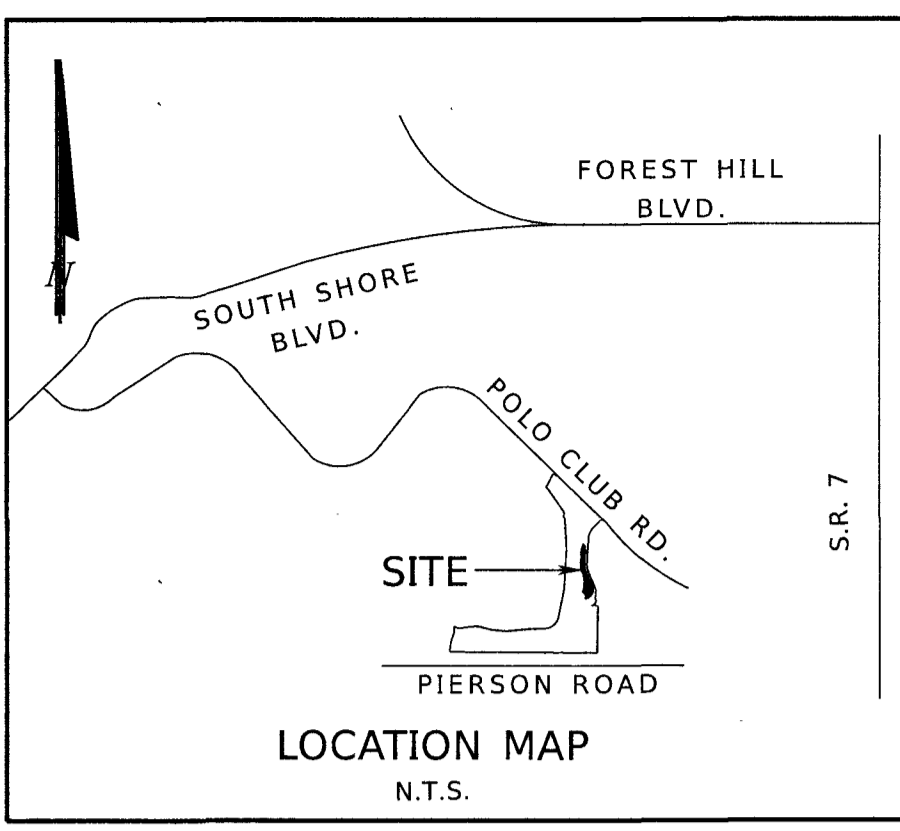 N
FOREST HILL
BLVD.
SOUTH SHORE
BLVD.
POLO CLUB RD.
S.R. 7
SITE
PIERSON ROAD
LOCATION MAP
N.T.S.